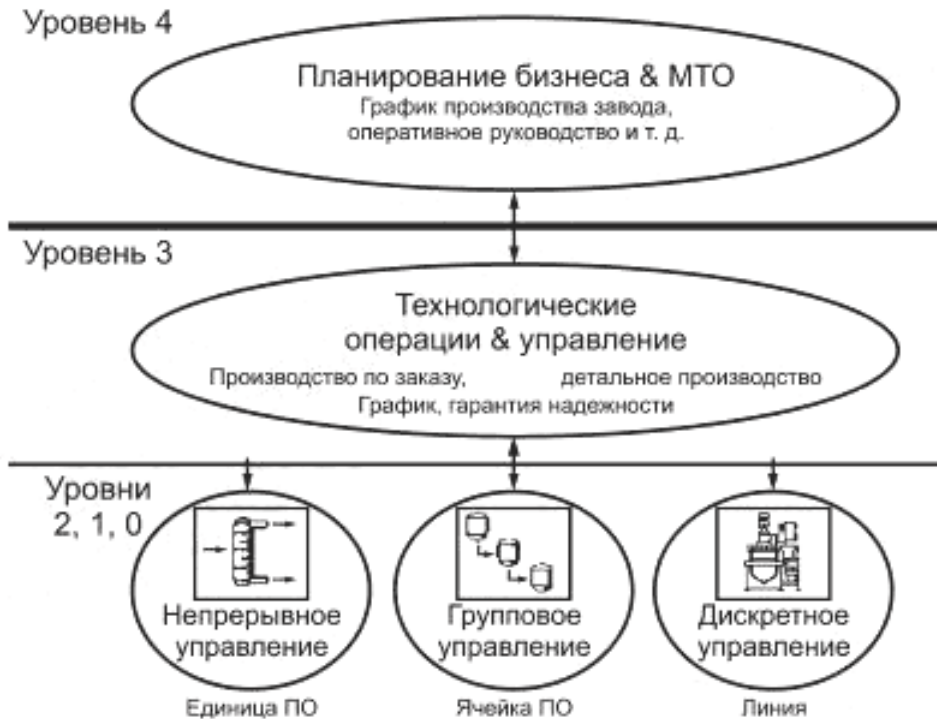 Уровень 4
Планирование бизнеса & МТО
График производства завода,
оперативное руководство и т. д.
Уровень 3
Технологические
операции & управление
Производство по заказу, детальное производство
График, гарантия надежности
Уровни
2, 1, 0
Непрерывное
управление
Групповое
управление
Дискретное
управление
Единица ПО
Ячейка ПО
Линия